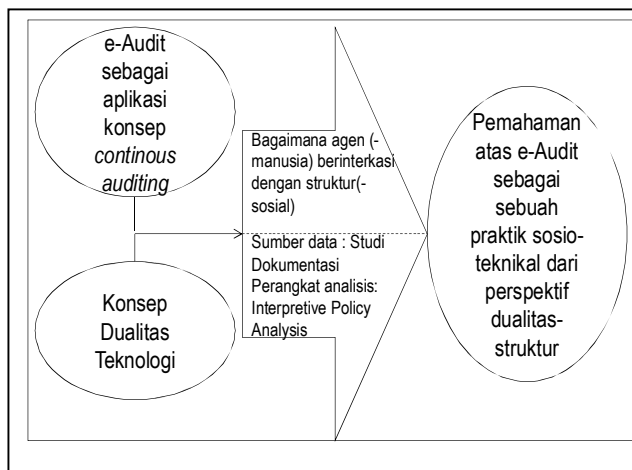 e-Audit
sebagai
aplikasi
konsep
continous
auditing
Konsep
Dualitas
Teknologi
Bagaimana agen (-
manusia) berinterkasi
dengan struktur(-
sosial)
Sumber data : Studi
Dokumentasi
Perangkat analisis:
Interpretive Policy
Analysis
Pemahaman
atas e-Audit
sebagai
sebuah
praktik sosio-
teknikal dari
perspektif
dualitas-
struktur